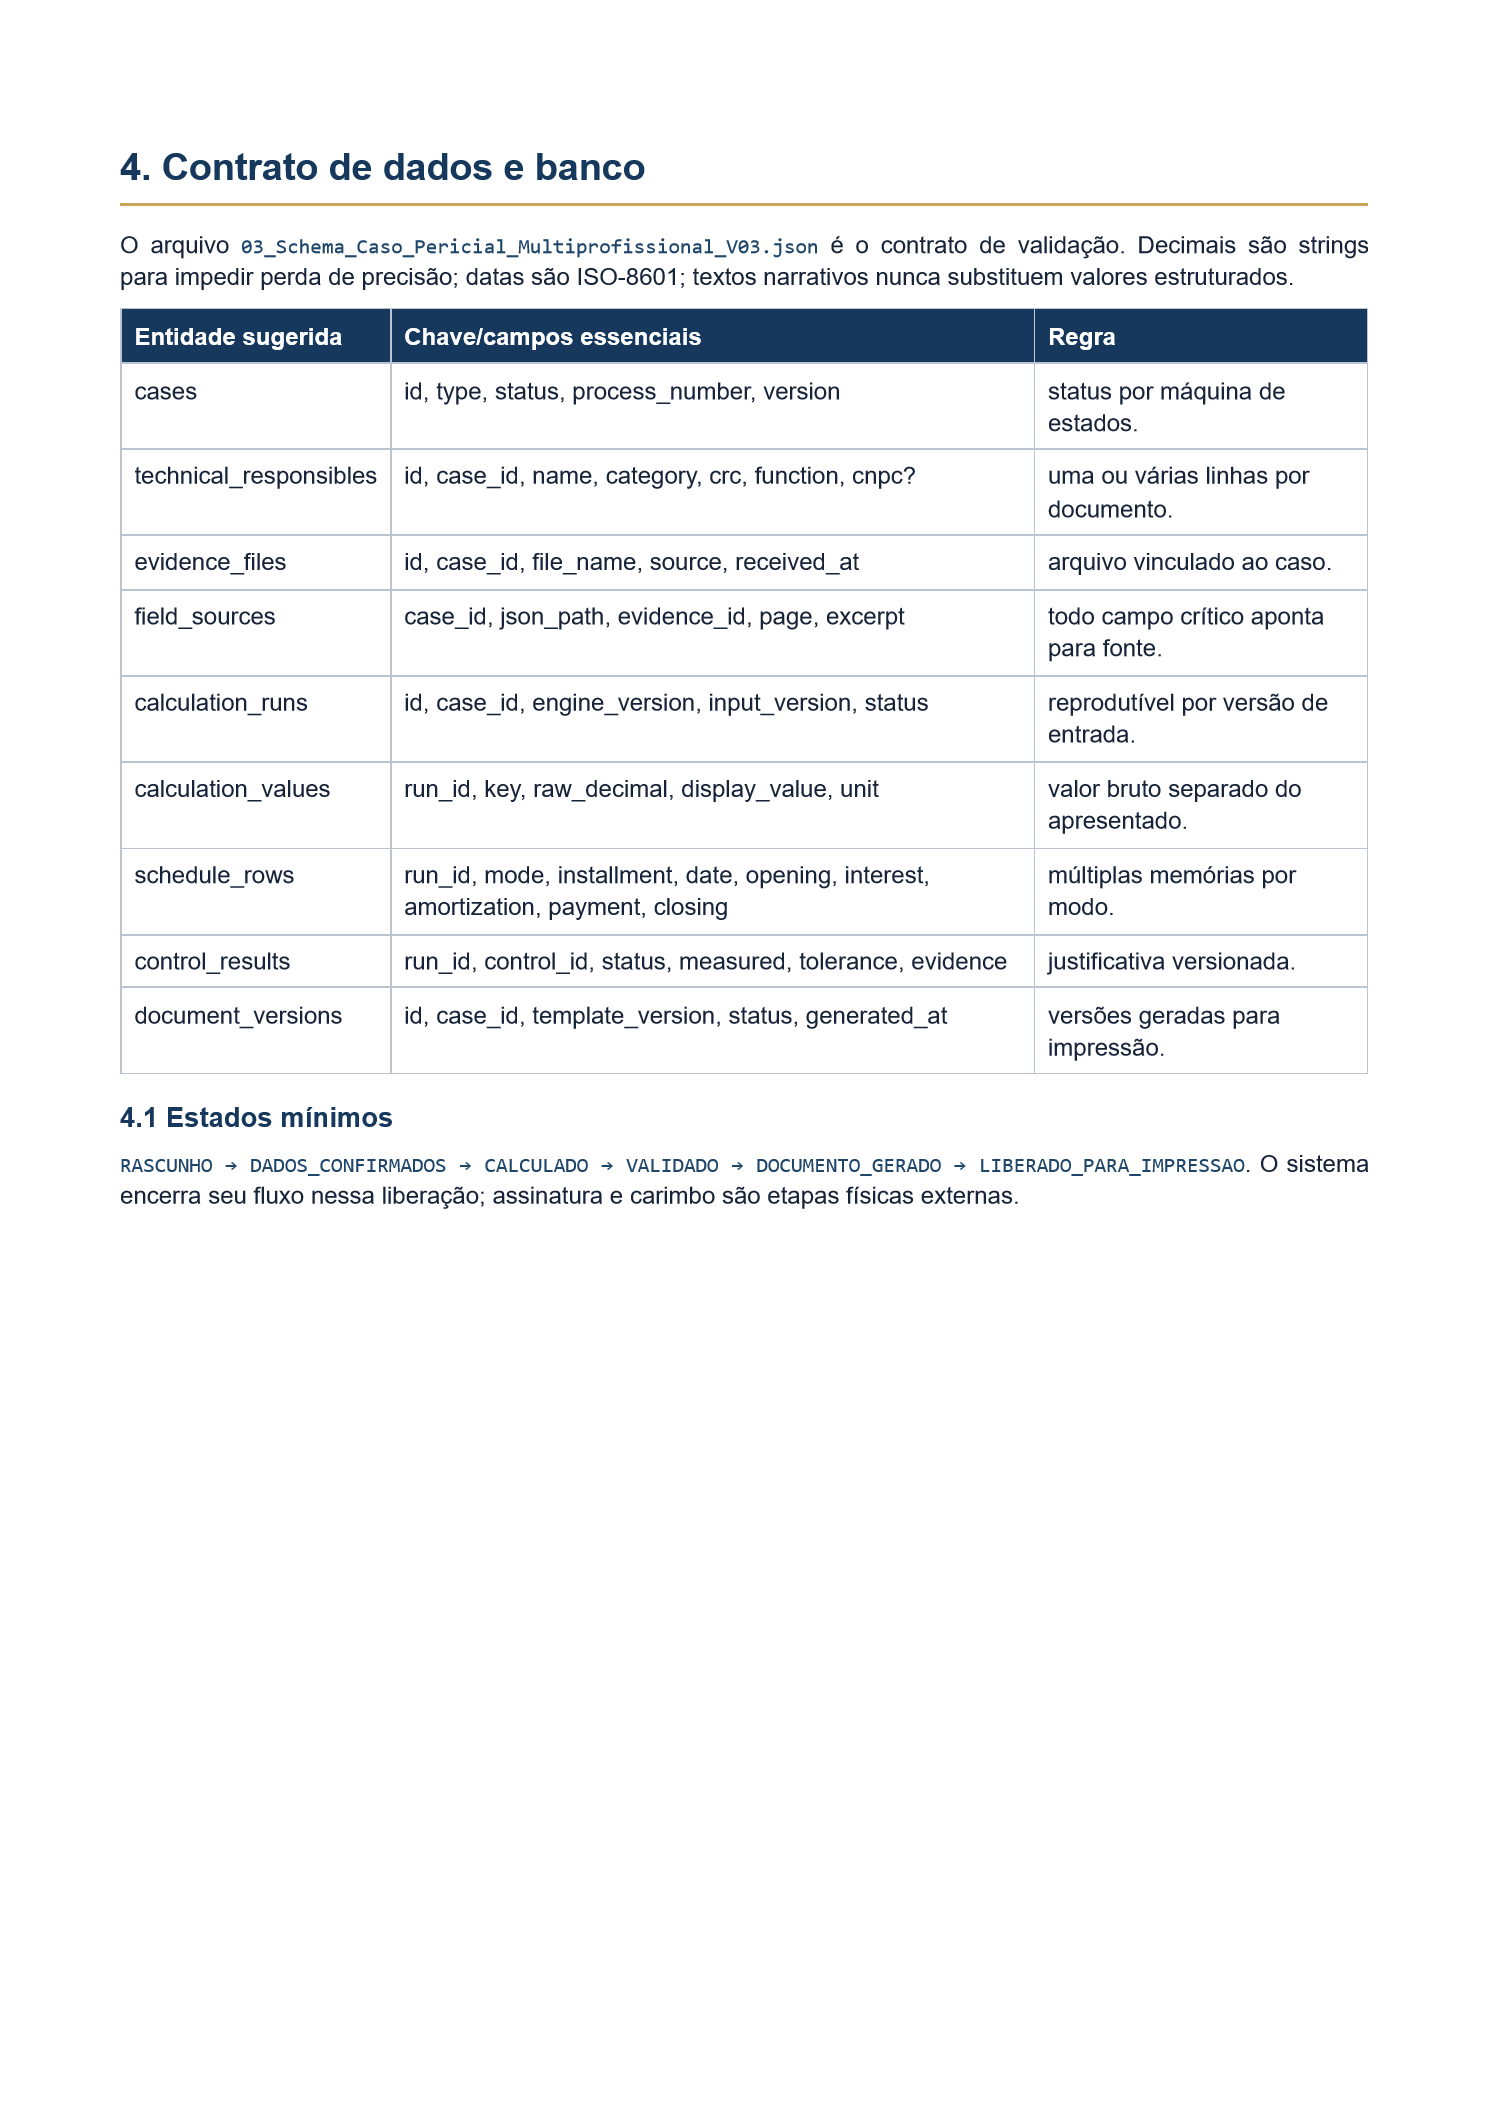 4. Contrato de dados e banco
O arquivo 03_Schema_Caso_Pericial_Multiprofissional_V03.json é o contrato de validação. Decimais são strings
para impedir perda de precisão; datas são ISO-8601; textos narrativos nunca substituem valores estruturados.
Entidade sugerida Chave/campos essenciais Regra
cases id, type, status, process_number, version status por máquina de
estados.
technical_responsibles id, case_id, name, category, crc, function, cnpc? uma ou várias linhas por
documento.
evidence_files id, case_id, file_name, source, received_at arquivo vinculado ao caso.
field_sources case_id, json_path, evidence_id, page, excerpt todo campo crítico aponta
para fonte.
calculation_runs id, case_id, engine_version, input_version, status reprodutível por versão de
entrada.
calculation_values run_id, key, raw_decimal, display_value, unit valor bruto separado do
apresentado.
schedule_rows run_id, mode, installment, date, opening, interest, múltiplas memórias por
amortization, payment, closing modo.
control_results run_id, control_id, status, measured, tolerance, evidence justificativa versionada.
document_versions id, case_id, template_version, status, generated_at versões geradas para
impressão.
4.1 Estados mínimos
RASCUNHO → DADOS_CONFIRMADOS → CALCULADO → VALIDADO → DOCUMENTO_GERADO → LIBERADO_PARA_IMPRESSAO. O sistema
encerra seu fluxo nessa liberação; assinatura e carimbo são etapas físicas externas.